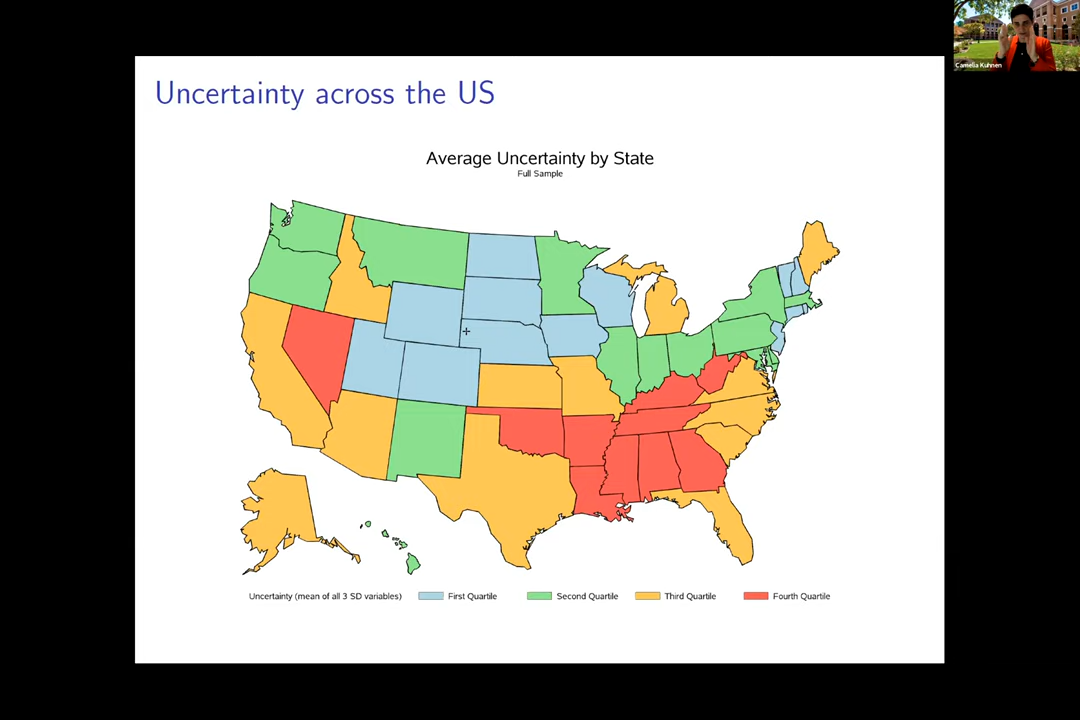 Camelia Kuhnen
Uncertainty across the US
Average Uncertainty by State
Full Sample
Uncertainty (mean of all 3 SD variables) First Quartile Second Quartile Third Quartile Fourth Quartile